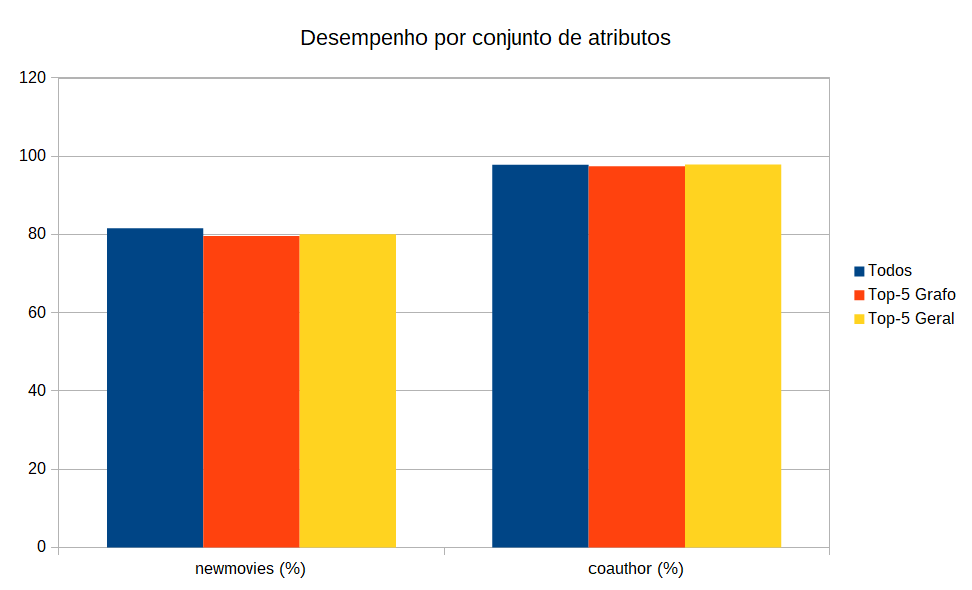 Desempenho por conjunto de atributos
120
100
80
60
40
20
0
newmovies (%)
coauthor (%)
Todos
Top-5 Grafo
Top-5 Geral